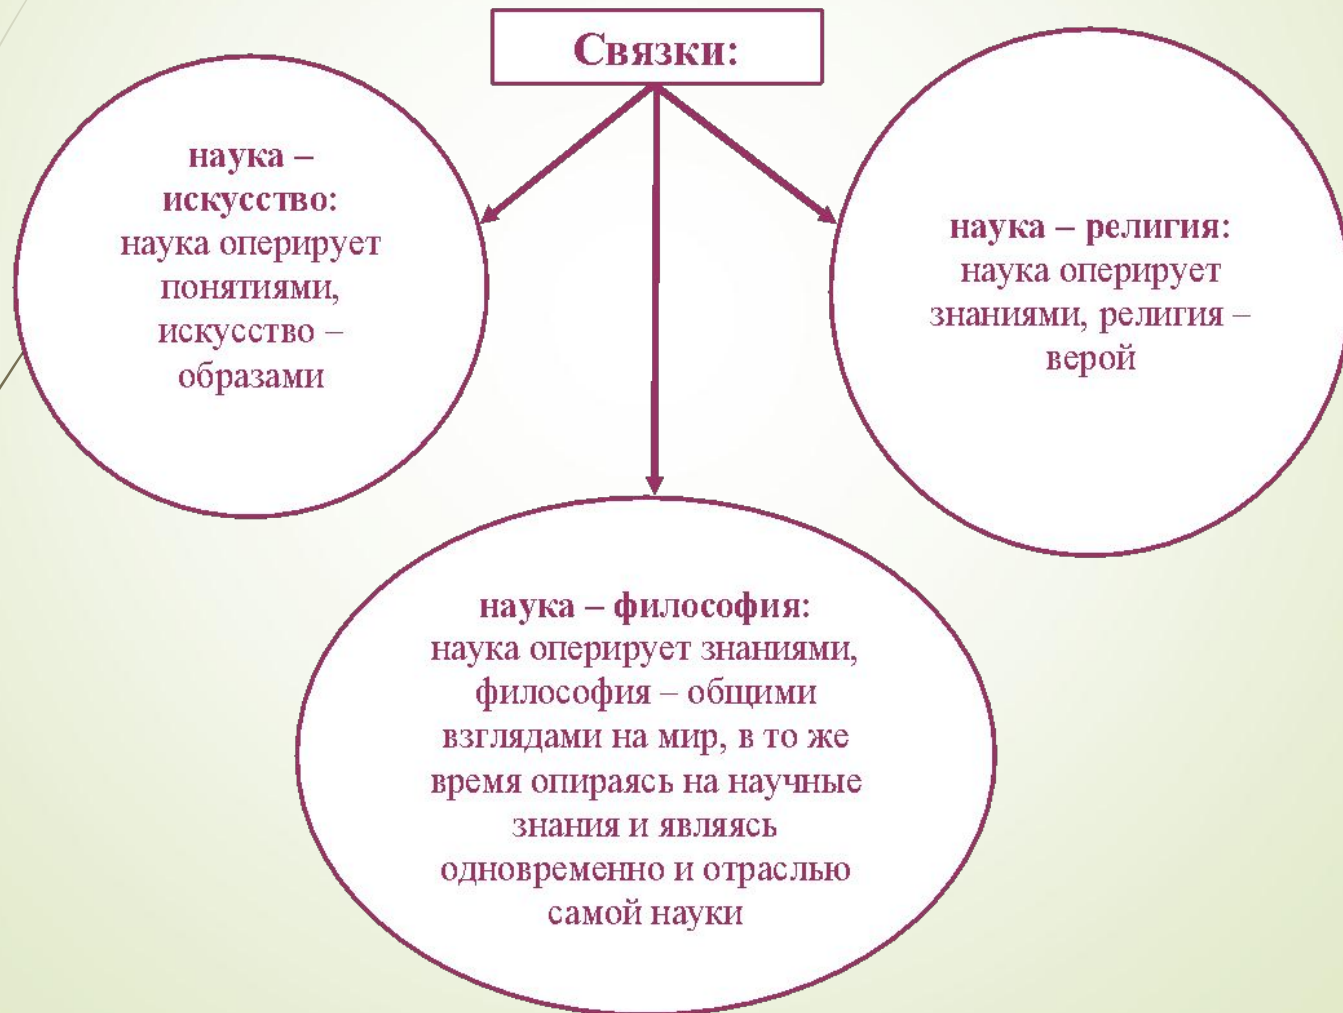 Связки:
наука –
искусство:
наука оперирует
понятиями,
искусство –
образами
наука – религия:
наука оперирует
знаниями, религия –
верой
наука – философия:
наука оперирует знаниями,
философия – общими
взглядами на мир, в то же
время опираясь на научные
знания и являясь
одновременно и отраслью
самой науки